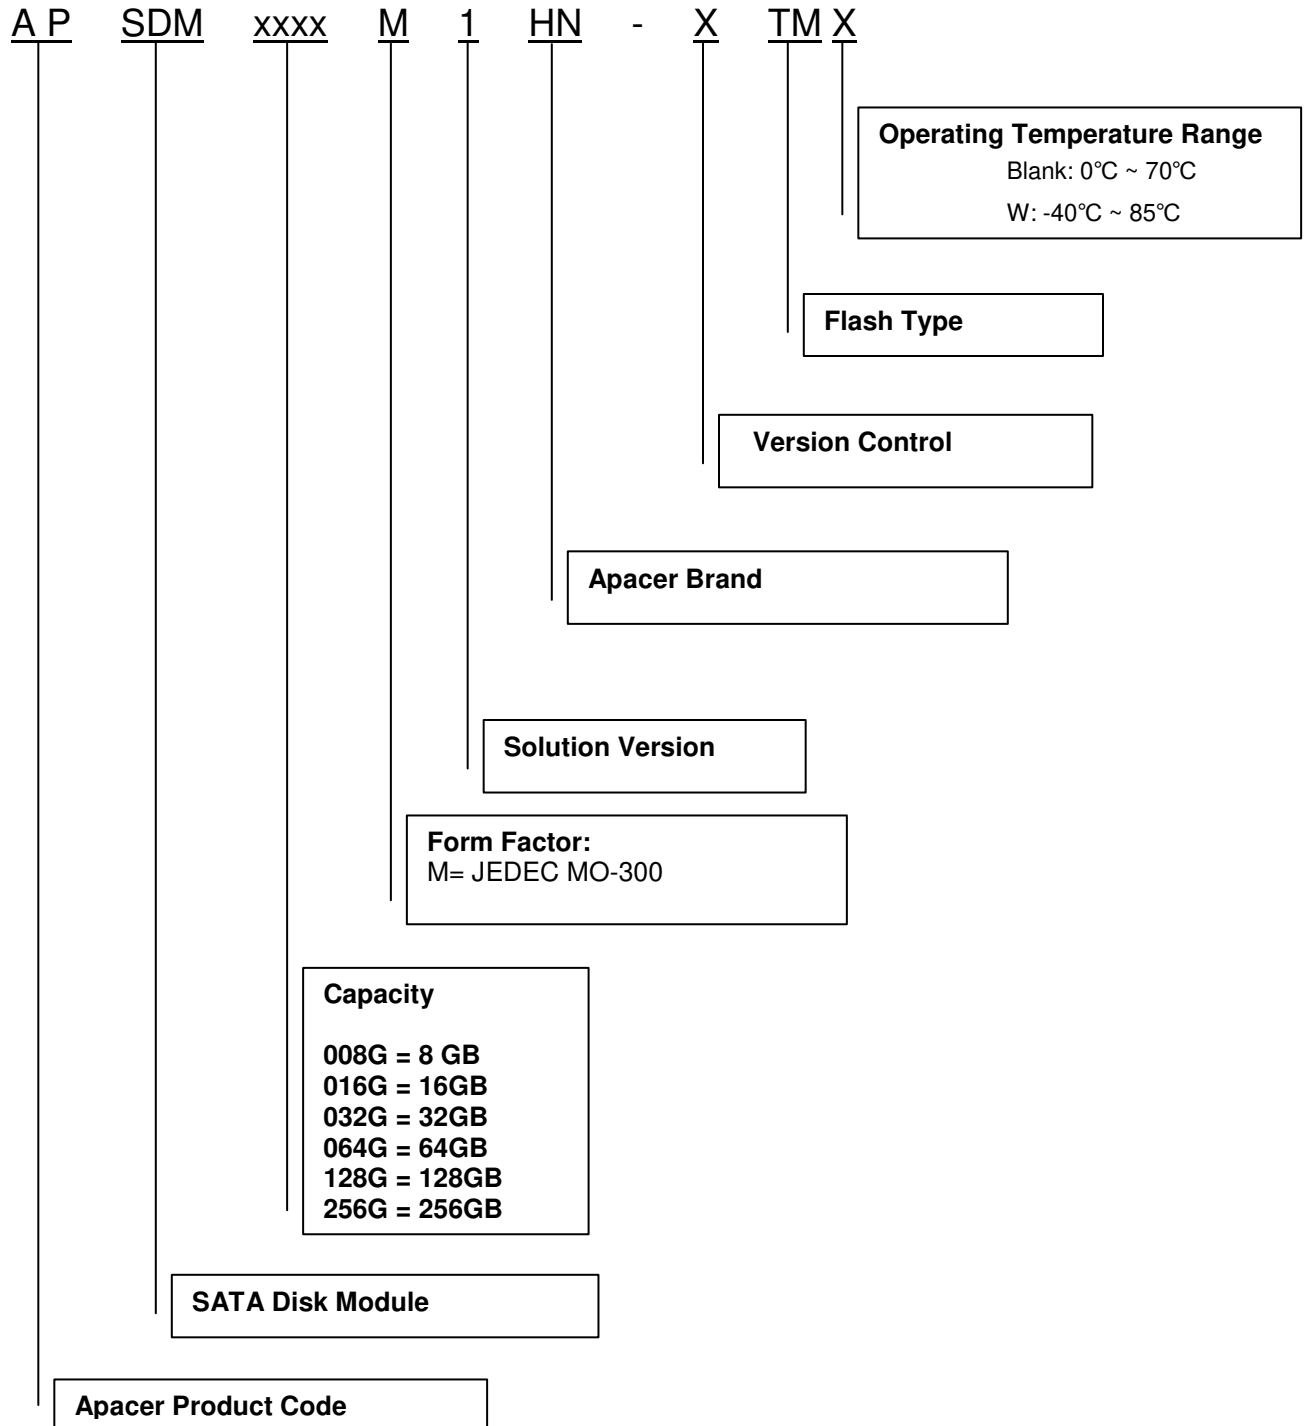 A P SDM xxxx M 1 HN - X TM X
Operating Temperature Range
Blank: 0℃ ~ 70℃
W: -40℃ ~ 85℃
Flash Type
Version Control
Apacer Brand
Solution Version
Form Factor:
M= JEDEC MO-300
Capacity
008G = 8 GB
016G = 16GB
032G = 32GB
064G = 64GB
128G = 128GB
256G = 256GB
SATA Disk Module
Apacer Product Code